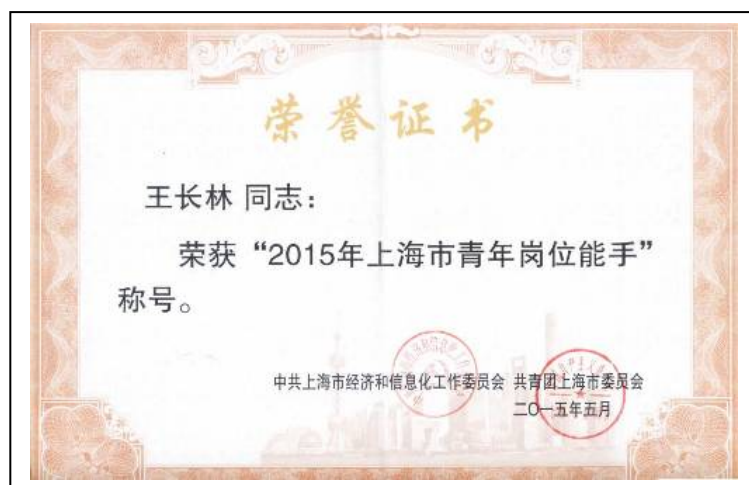 荣誉证书
王长林 同志：
荣获“2015年上海市青年岗位能手”
称号。
中共上海市经济和信息化工作委员会 共青团上海市委员会
二〇一五年五月